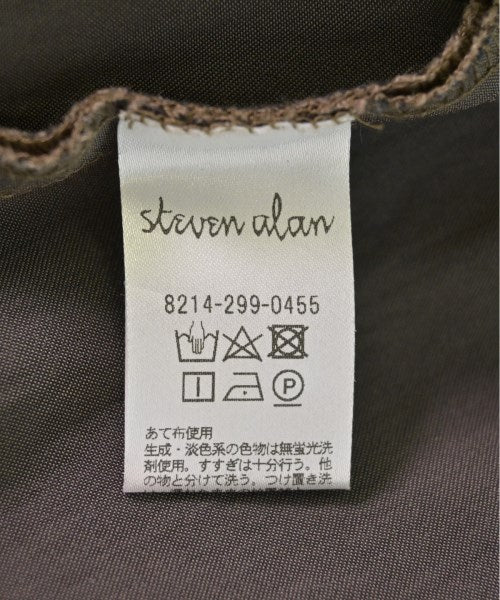 steven alan
8214-299-0455
P
あて布使用
生成・淡色系の色物は無蛍光洗
剤使用。すすぎは十分行う。他
の物と分けて洗う。つけ置き洗